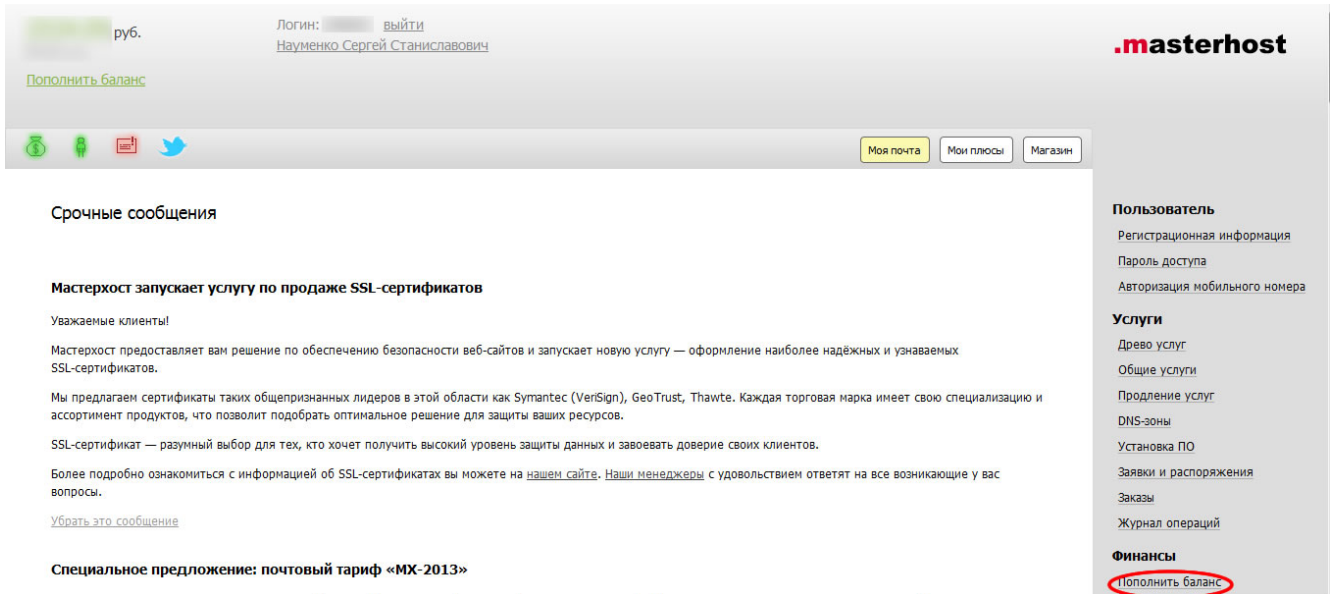 руб.
Логин: выйти
Науменко Сергей Станиславович
Пополнить баланс
.masterhost
Моя почта
Мои плюсы
Магазин
Срочные сообщения
Мастерхост запускает услугу по продаже SSL-сертификатов
Уважаемые клиенты!
Мастерхост предоставляет вам решение по обеспечению безопасности веб-сайтов и запускает новую услугу — оформление наиболее надёжных и узнаваемых
SSL-сертификатов.
Мы предлагаем сертификаты таких общепризнанных лидеров в этой области как Symantec (VeriSign), GeoTrust, Thawte. Каждая торговая марка имеет свою специализацию и
ассортимент продуктов, что позволит подобрать оптимальное решение для защиты ваших ресурсов.
SSL-сертификат — разумный выбор для тех, кто хочет получить высокий уровень защиты данных и завоевать доверие своих клиентов.
Более подробно ознакомиться с информацией об SSL-сертификатах вы можете на нашем сайте. Наши менеджеры с удовольствием ответят на все возникающие у вас
вопросы.
Убрать это сообщение
Специальное предложение: почтовый тариф «MX-2013»
Пользователь
Регистрационная информация
Пароль доступа
Авторизация мобильного номера
Услуги
Древо услуг
Общие услуги
Продление услуг
DNS-зоны
Установка ПО
Заявки и распоряжения
Заказы
Журнал операций
Финансы
Пополнить баланс